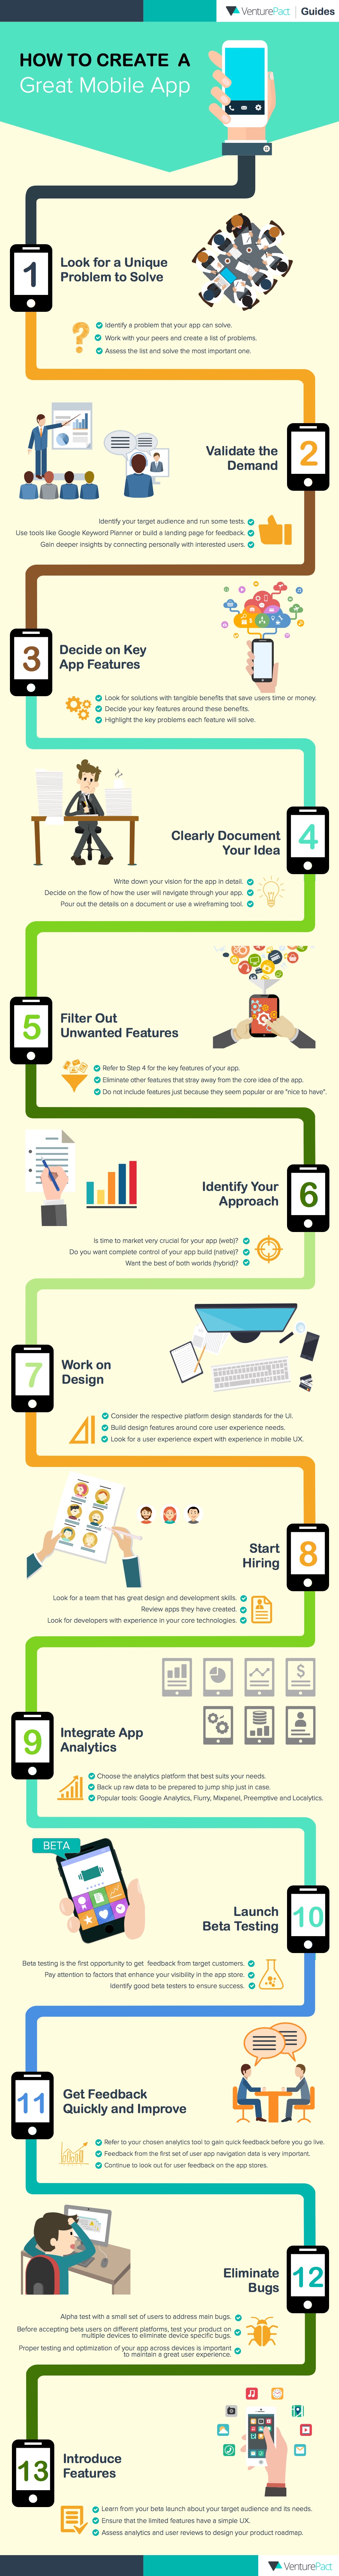 VenturePact Guides
HOW TO CREATE A
Great Mobile App
1
Look for a Unique
Problem to Solve
?
Identify a problem that your app can solve.
Work with your peers and create a list of problems.
Assess the list and solve the most important one.
2
Validate the
Demand
Identify your target audience and run some tests.
Use tools like Google Keyword Planner or build a landing page for feedback.
Gain deeper insights by connecting personally with interested users.
3
Decide on Key
App Features
Look for solutions with tangible benefits that save users time or money.
Decide your key features around these benefits.
Highlight the key problems each feature will solve.
4
Clearly Document
Your Idea
Write down your vision for the app in detail.
Decide on the flow of how the user will navigate through your app.
Pour out the details on a document or use a wireframing tool.
5
Filter Out
Unwanted Features
Refer to Step 4 for the key features of your app.
Eliminate other features that stray away from the core idea of the app.
Do not include features just because they seem popular or are "nice to have".
6
Identify Your
Approach
Is time to market very crucial for your app (web)?
Do you want complete control of your app build (native)?
Want the best of both worlds (hybrid)?
7
Work on
Design
Consider the respective platform design standards for the UI.
Build design features around core user experience needs.
Look for a user experience expert with experience in mobile UX.
8
Start
Hiring
Look for a team that has great design and development skills.
Review apps they have created.
Look for developers with experience in your core technologies.
$
9
Integrate App
Analytics
Choose the analytics platform that best suits your needs.
Back up raw data to be prepared to jump ship just in case.
Popular tools: Google Analytics, Flurry, Mixpanel, Preemptive and Localytics.
BETA
10
Launch
Beta Testing
Beta testing is the first opportunity to get feedback from target customers.
Pay attention to factors that enhance your visibility in the app store.
Identify good beta testers to ensure success.
11
Get Feedback
Quickly and Improve
Refer to your chosen analytics tool to gain quick feedback before you go live.
Feedback from the first set of user app navigation data is very important.
Continue to look out for user feedback on the app stores.
12
Eliminate
Bugs
Alpha test with a small set of users to address main bugs.
Before accepting beta users on different platforms, test your product on
multiple devices to eliminate device specific bugs.
Proper testing and optimization of your app across devices is important
to maintain a great user experience.
13
Introduce
Features
Learn from your beta launch about your target audience and its needs.
Ensure that the limited features have a simple UX.
Assess analytics and user reviews to design your product roadmap.
VenturePact